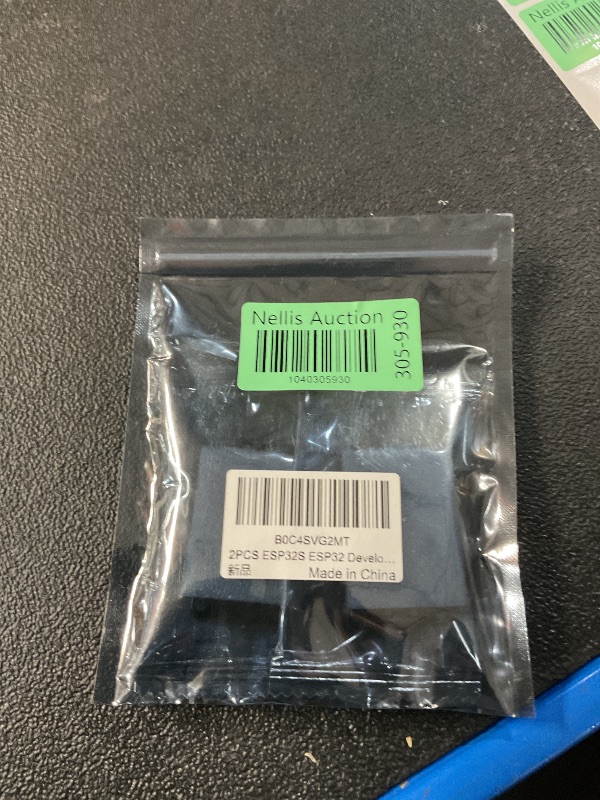 Nellis Auction
Nellis Auction
305-930
1040305930
B0C4SVG2MT
2PCS ESP32S ESP32 Develo...
新品
Made in China